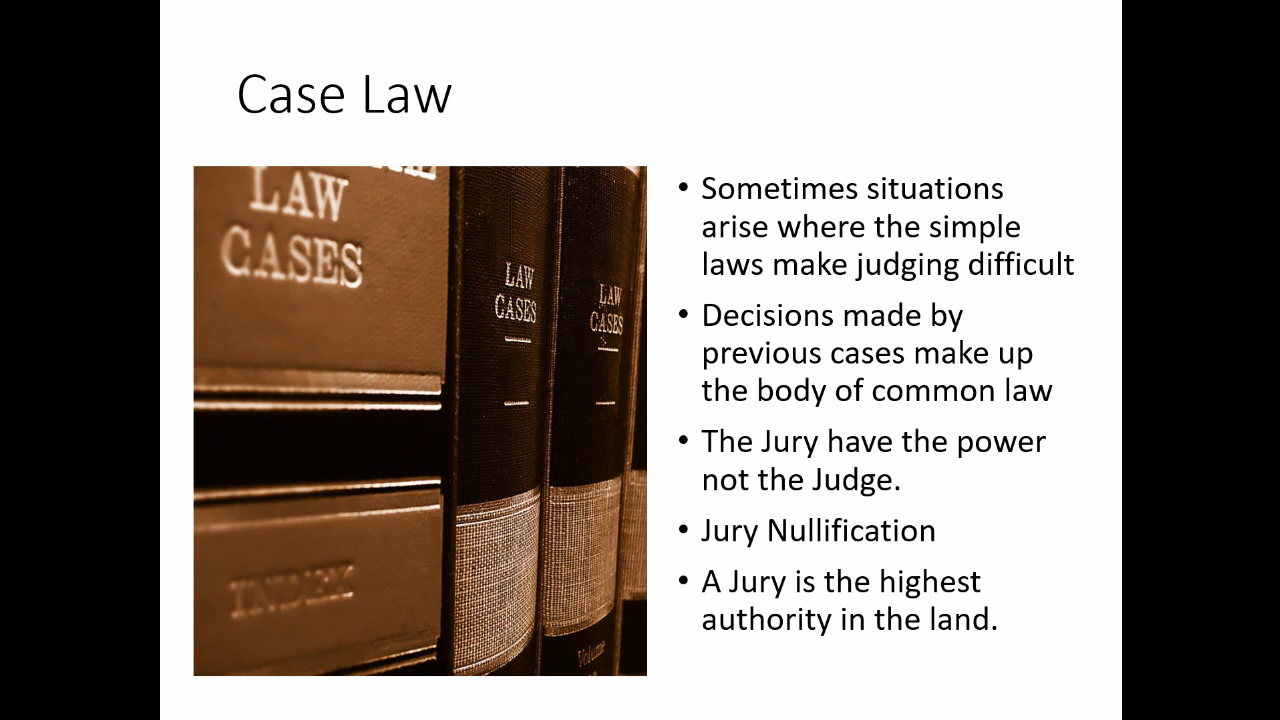 Case Law
LAW
CASES
INDEX
LAW
CASES
LAW
CASES
Volume
• Sometimes situations
arise where the simple
laws make judging difficult
• Decisions made by
previous cases make up
the body of common law
• The Jury have the power
not the Judge.
• Jury Nullification
• A Jury is the highest
authority in the land.